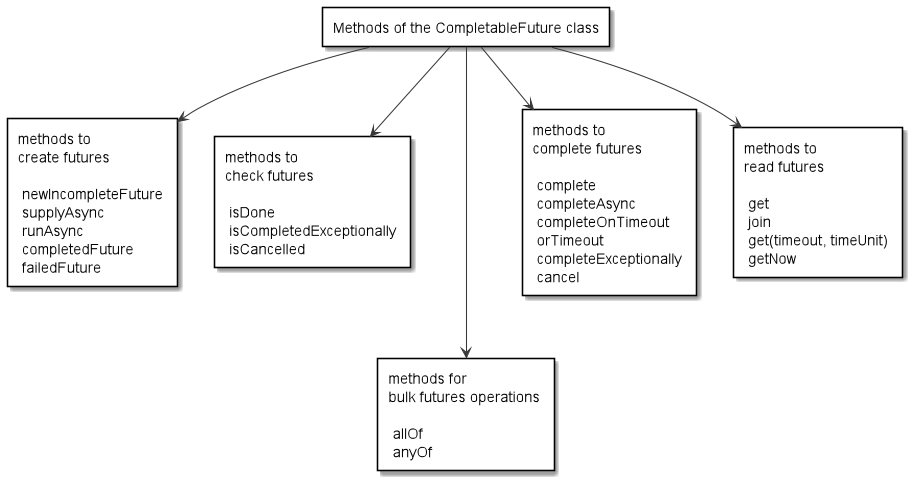 Methods of the CompletableFuture class
methods to
create futures
newIncompleteFuture
supplyAsync
runAsync
completedFuture
failedFuture
methods to
check futures
isDone
isCompletedExceptionally
isCancelled
methods to
complete futures
complete
completeAsync
completeOnTimeout
orTimeout
completeExceptionally
cancel
methods to
read futures
get
join
get(timeout, timeUnit)
getNow
methods for
bulk futures operations
allOf
anyOf